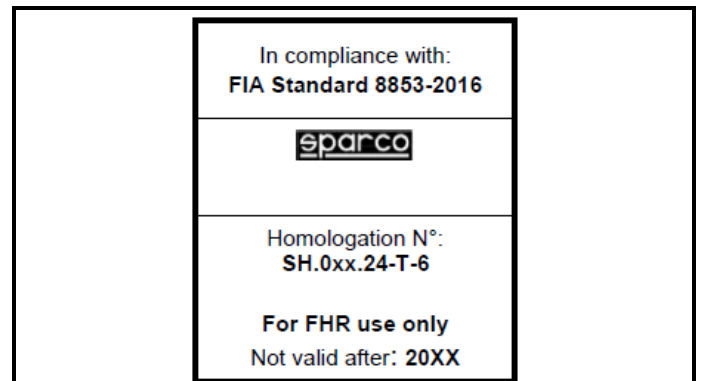 In compliance with:
FIA Standard 8853-2016
sparco
Homologation N°:
SH.0xx.24-T-6
For FHR use only
Not valid after: 20XX